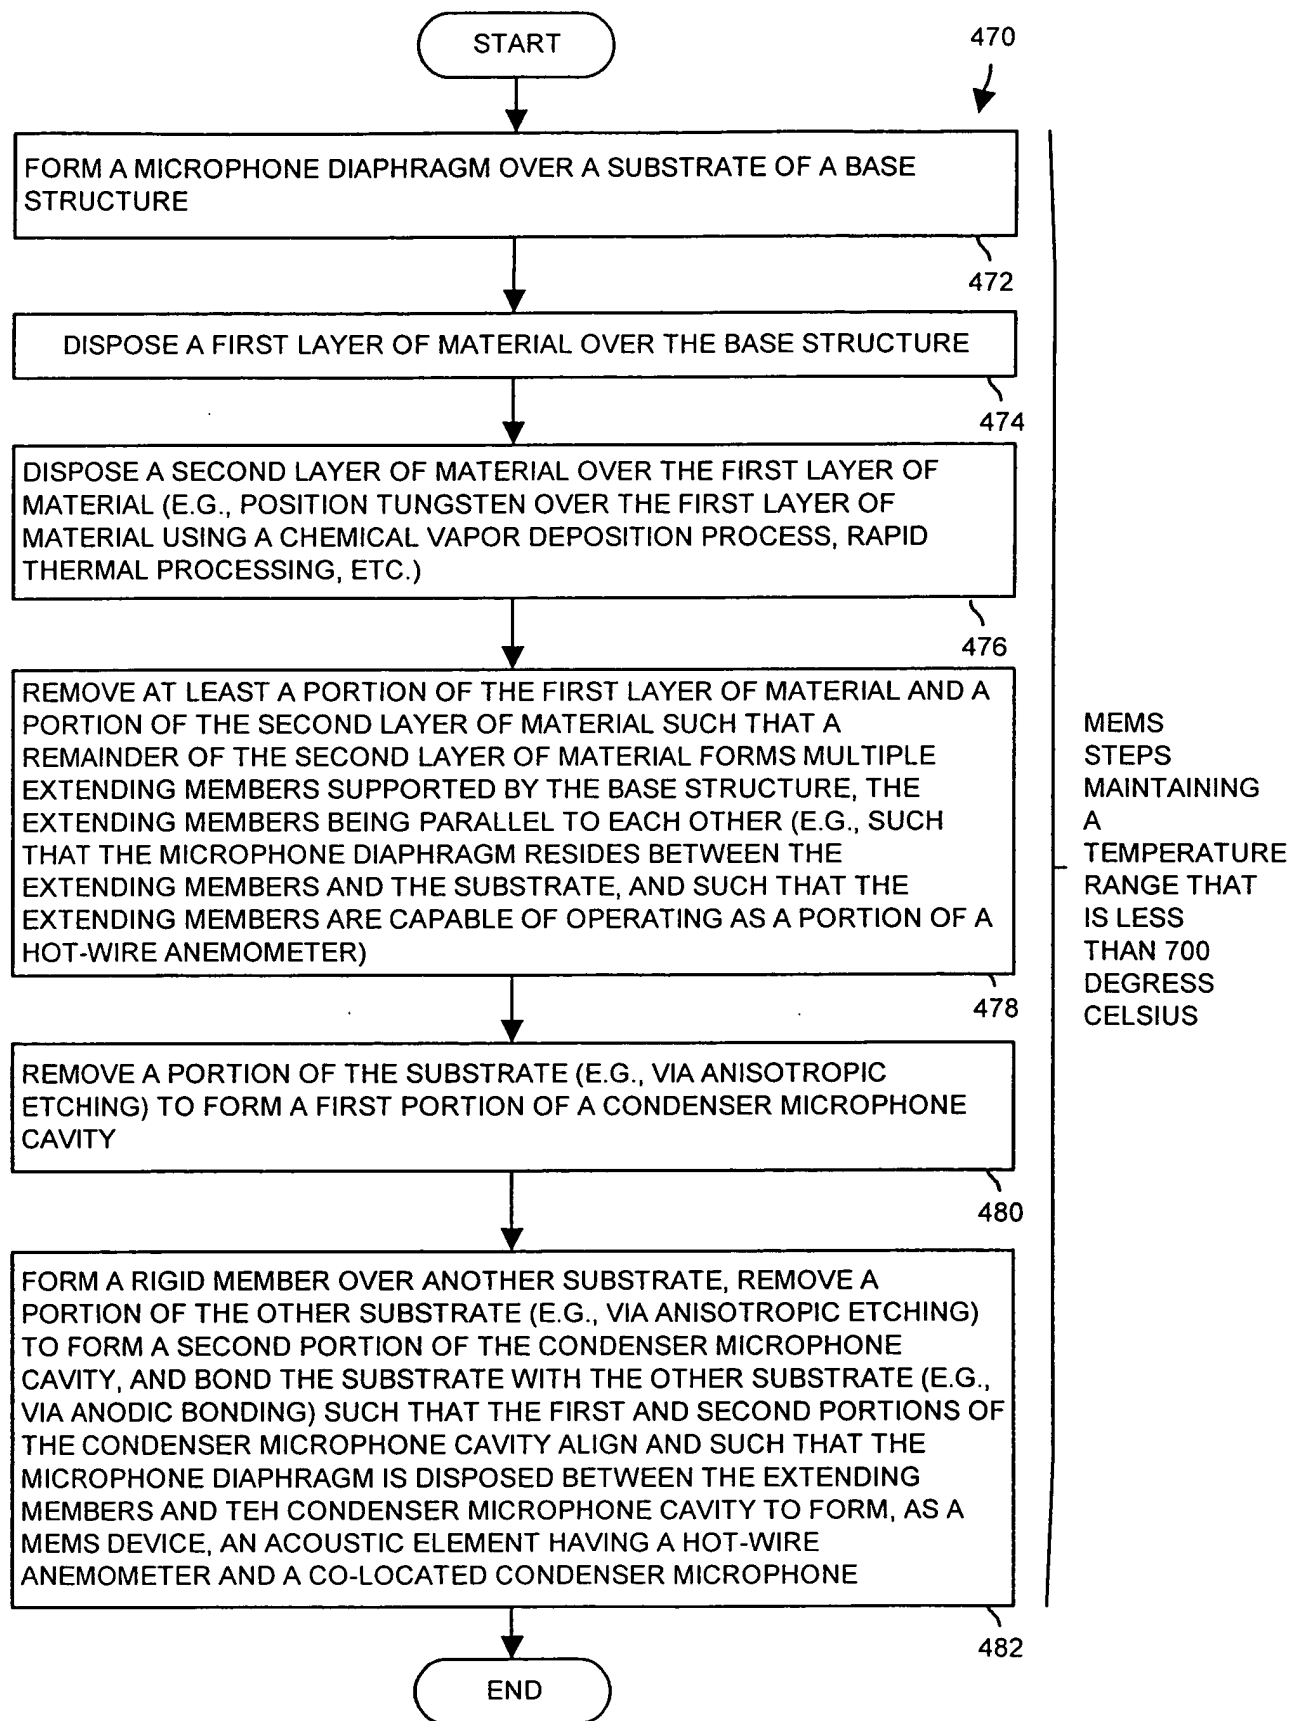 START
470
FORM A MICROPHONE DIAPHRAGM OVER A SUBSTRATE OF A BASE
STRUCTURE
472
DISPOSE A FIRST LAYER OF MATERIAL OVER THE BASE STRUCTURE
474
DISPOSE A SECOND LAYER OF MATERIAL OVER THE FIRST LAYER OF
MATERIAL (E.G., POSITION TUNGSTEN OVER THE FIRST LAYER OF
MATERIAL USING A CHEMICAL VAPOR DEPOSITION PROCESS, RAPID
THERMAL PROCESSING, ETC.)
476
REMOVE AT LEAST A PORTION OF THE FIRST LAYER OF MATERIAL AND A
PORTION OF THE SECOND LAYER OF MATERIAL SUCH THAT A
REMAINDER OF THE SECOND LAYER OF MATERIAL FORMS MULTIPLE
EXTENDING MEMBERS SUPPORTED BY THE BASE STRUCTURE, THE
EXTENDING MEMBERS BEING PARALLEL TO EACH OTHER (E.G., SUCH
THAT THE MICROPHONE DIAPHRAGM RESIDES BETWEEN THE
EXTENDING MEMBERS AND THE SUBSTRATE, AND SUCH THAT THE
EXTENDING MEMBERS ARE CAPABLE OF OPERATING AS A PORTION OF A
HOT-WIRE ANEMOMETER)
478
REMOVE A PORTION OF THE SUBSTRATE (E.G., VIA ANISOTROPIC
ETCHING) TO FORM A FIRST PORTION OF A CONDENSER MICROPHONE
CAVITY
480
FORM A RIGID MEMBER OVER ANOTHER SUBSTRATE, REMOVE A
PORTION OF THE OTHER SUBSTRATE (E.G., VIA ANISOTROPIC ETCHING)
TO FORM A SECOND PORTION OF THE CONDENSER MICROPHONE
CAVITY, AND BOND THE SUBSTRATE WITH THE OTHER SUBSTRATE (E.G.,
VIA ANODIC BONDING) SUCH THAT THE FIRST AND SECOND PORTIONS OF
THE CONDENSER MICROPHONE CAVITY ALIGN AND SUCH THAT THE
MICROPHONE DIAPHRAGM IS DISPOSED BETWEEN THE EXTENDING
MEMBERS AND TEH CONDENSER MICROPHONE CAVITY TO FORM, AS A
MEMS DEVICE, AN ACOUSTIC ELEMENT HAVING A HOT-WIRE
ANEMOMETER AND A CO-LOCATED CONDENSER MICROPHONE
482
END
MEMS
STEPS
MAINTAINING
A
TEMPERATURE
RANGE THAT
IS LESS
THAN 700
DEGRESS
CELSIUS